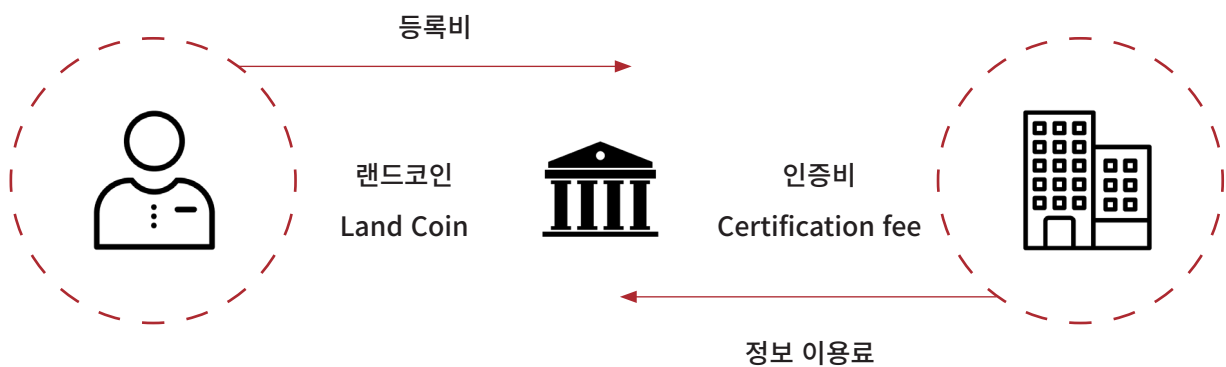 등록비
랜드코인
Land Coin
인증비
Certification fee
정보 이용료